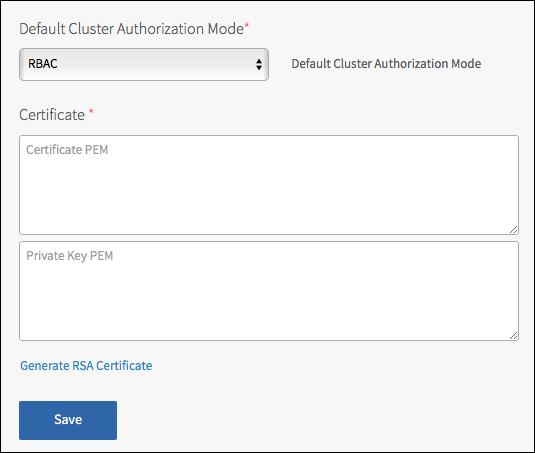 Default Cluster Authorization Mode*
RBAC
Default Cluster Authorization Mode
Certificate *
Certificate PEM
Private Key PEM
Generate RSA Certificate
Save